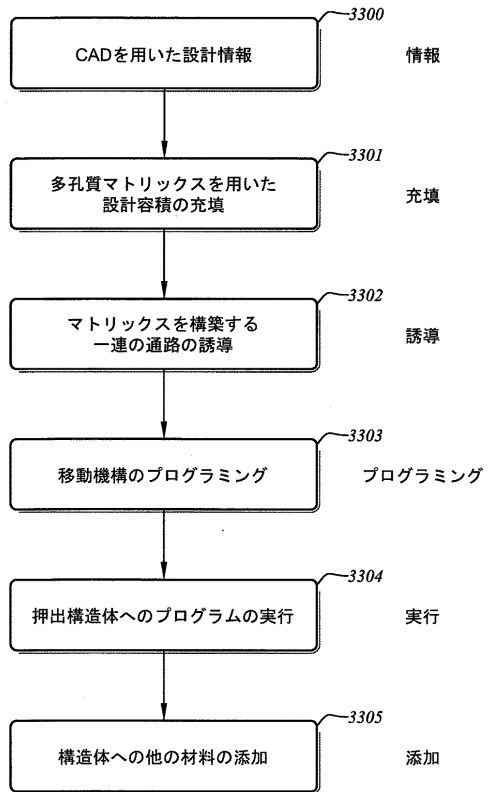 3300
CADを用いた設計情報
情報
3301
多孔質マトリックスを用いた
設計容積の充填
充填
3302
マトリックスを構築する
一連の通路の誘導
誘導
3303
移動機構のプログラミング
プログラミング
3304
押出構造体へのプログラムの実行
実行
3305
構造体への他の材料の添加
添加